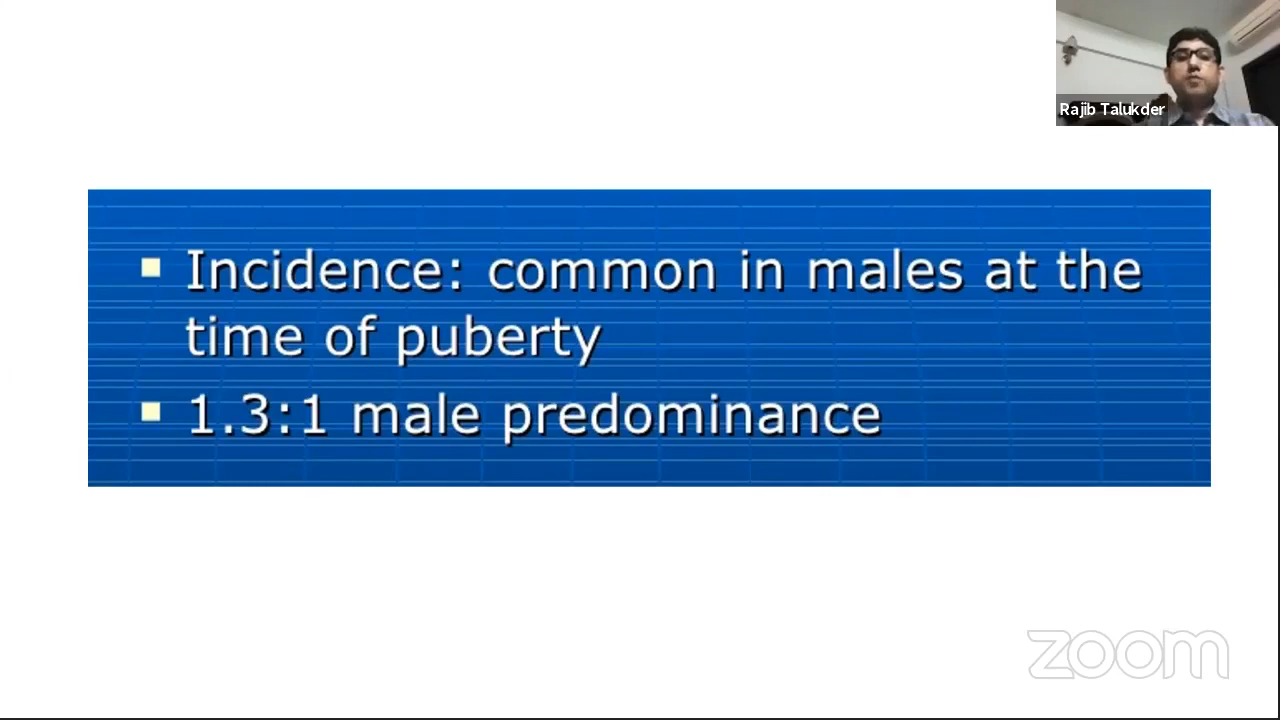 Rajib Talukder
Incidence: common in males at the
time of puberty
1.3:1 male predominance
zoom